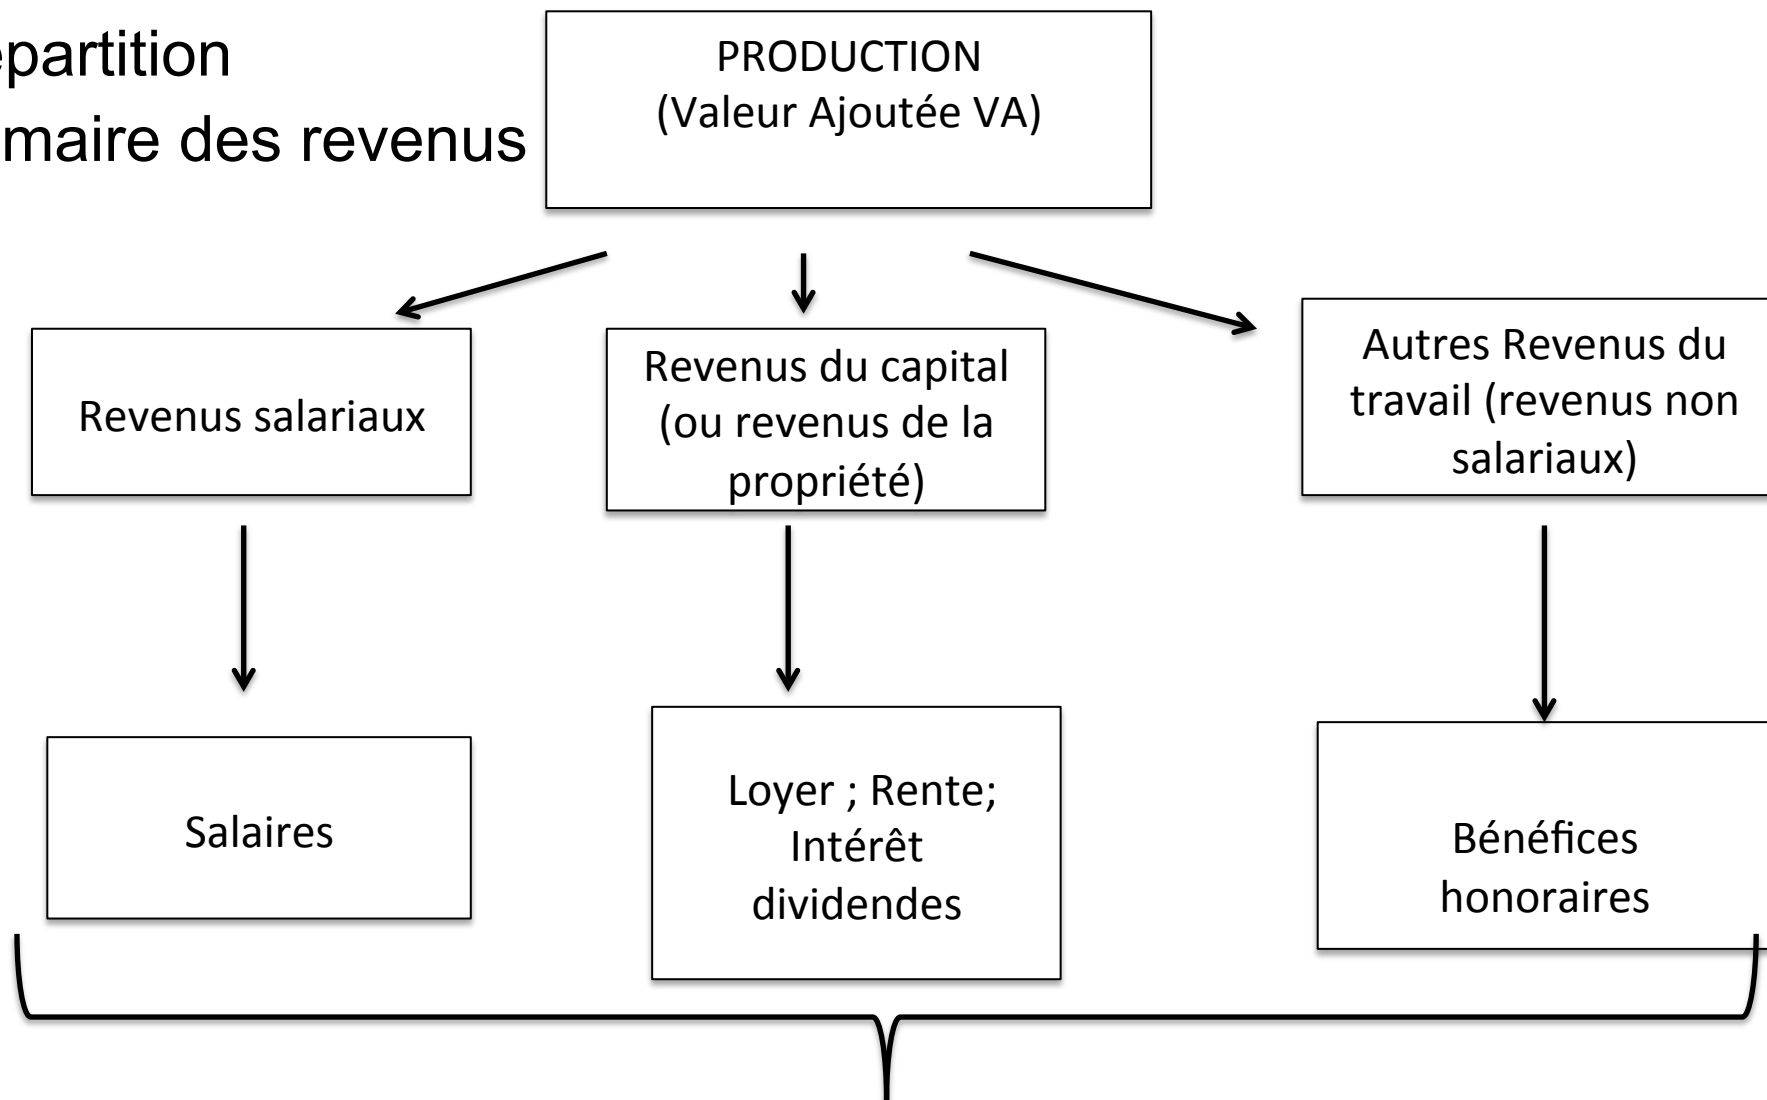 épartition
maire des revenus
PRODUCTION
(Valeur Ajoutée VA)
Revenus salariaux
Revenus du capital
(ou revenus de la
propriété)
Autres Revenus du
travail (revenus non
salariaux)
Salaires
Loyer ; Rente;
Intérêt
dividendes
Bénéfices
honoraires